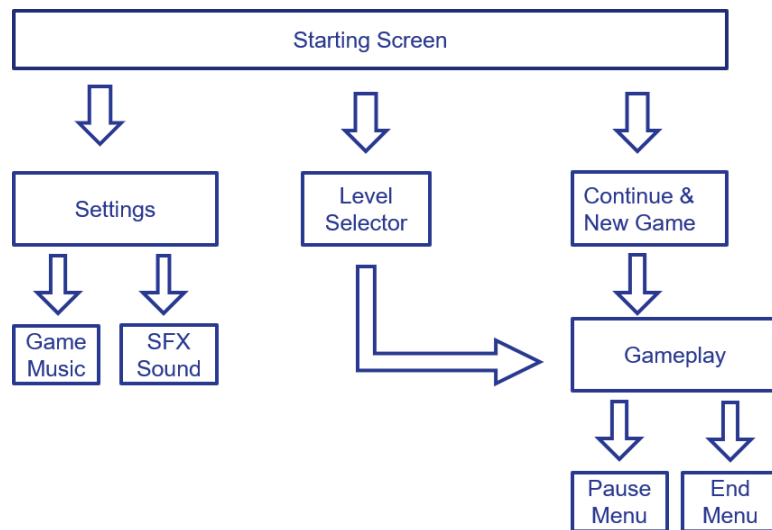 Starting Screen
Settings
Level
Selector
Continue &
New Game
Game
Music
SFX
Sound
Gameplay
Pause
Menu
End
Menu